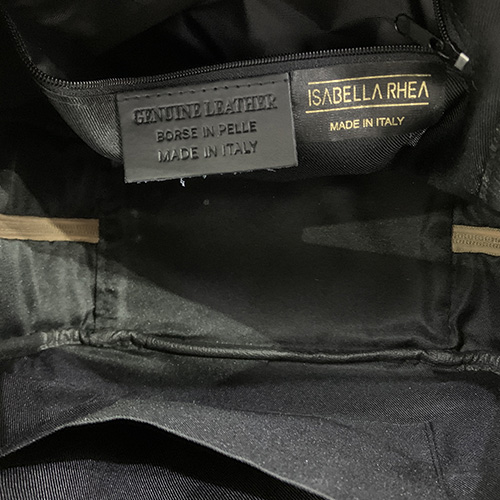 GENUINE LEATHER
BORSE IN PELLE
MADE IN ITALY
ISABELLA RHEA
MADE IN ITALY